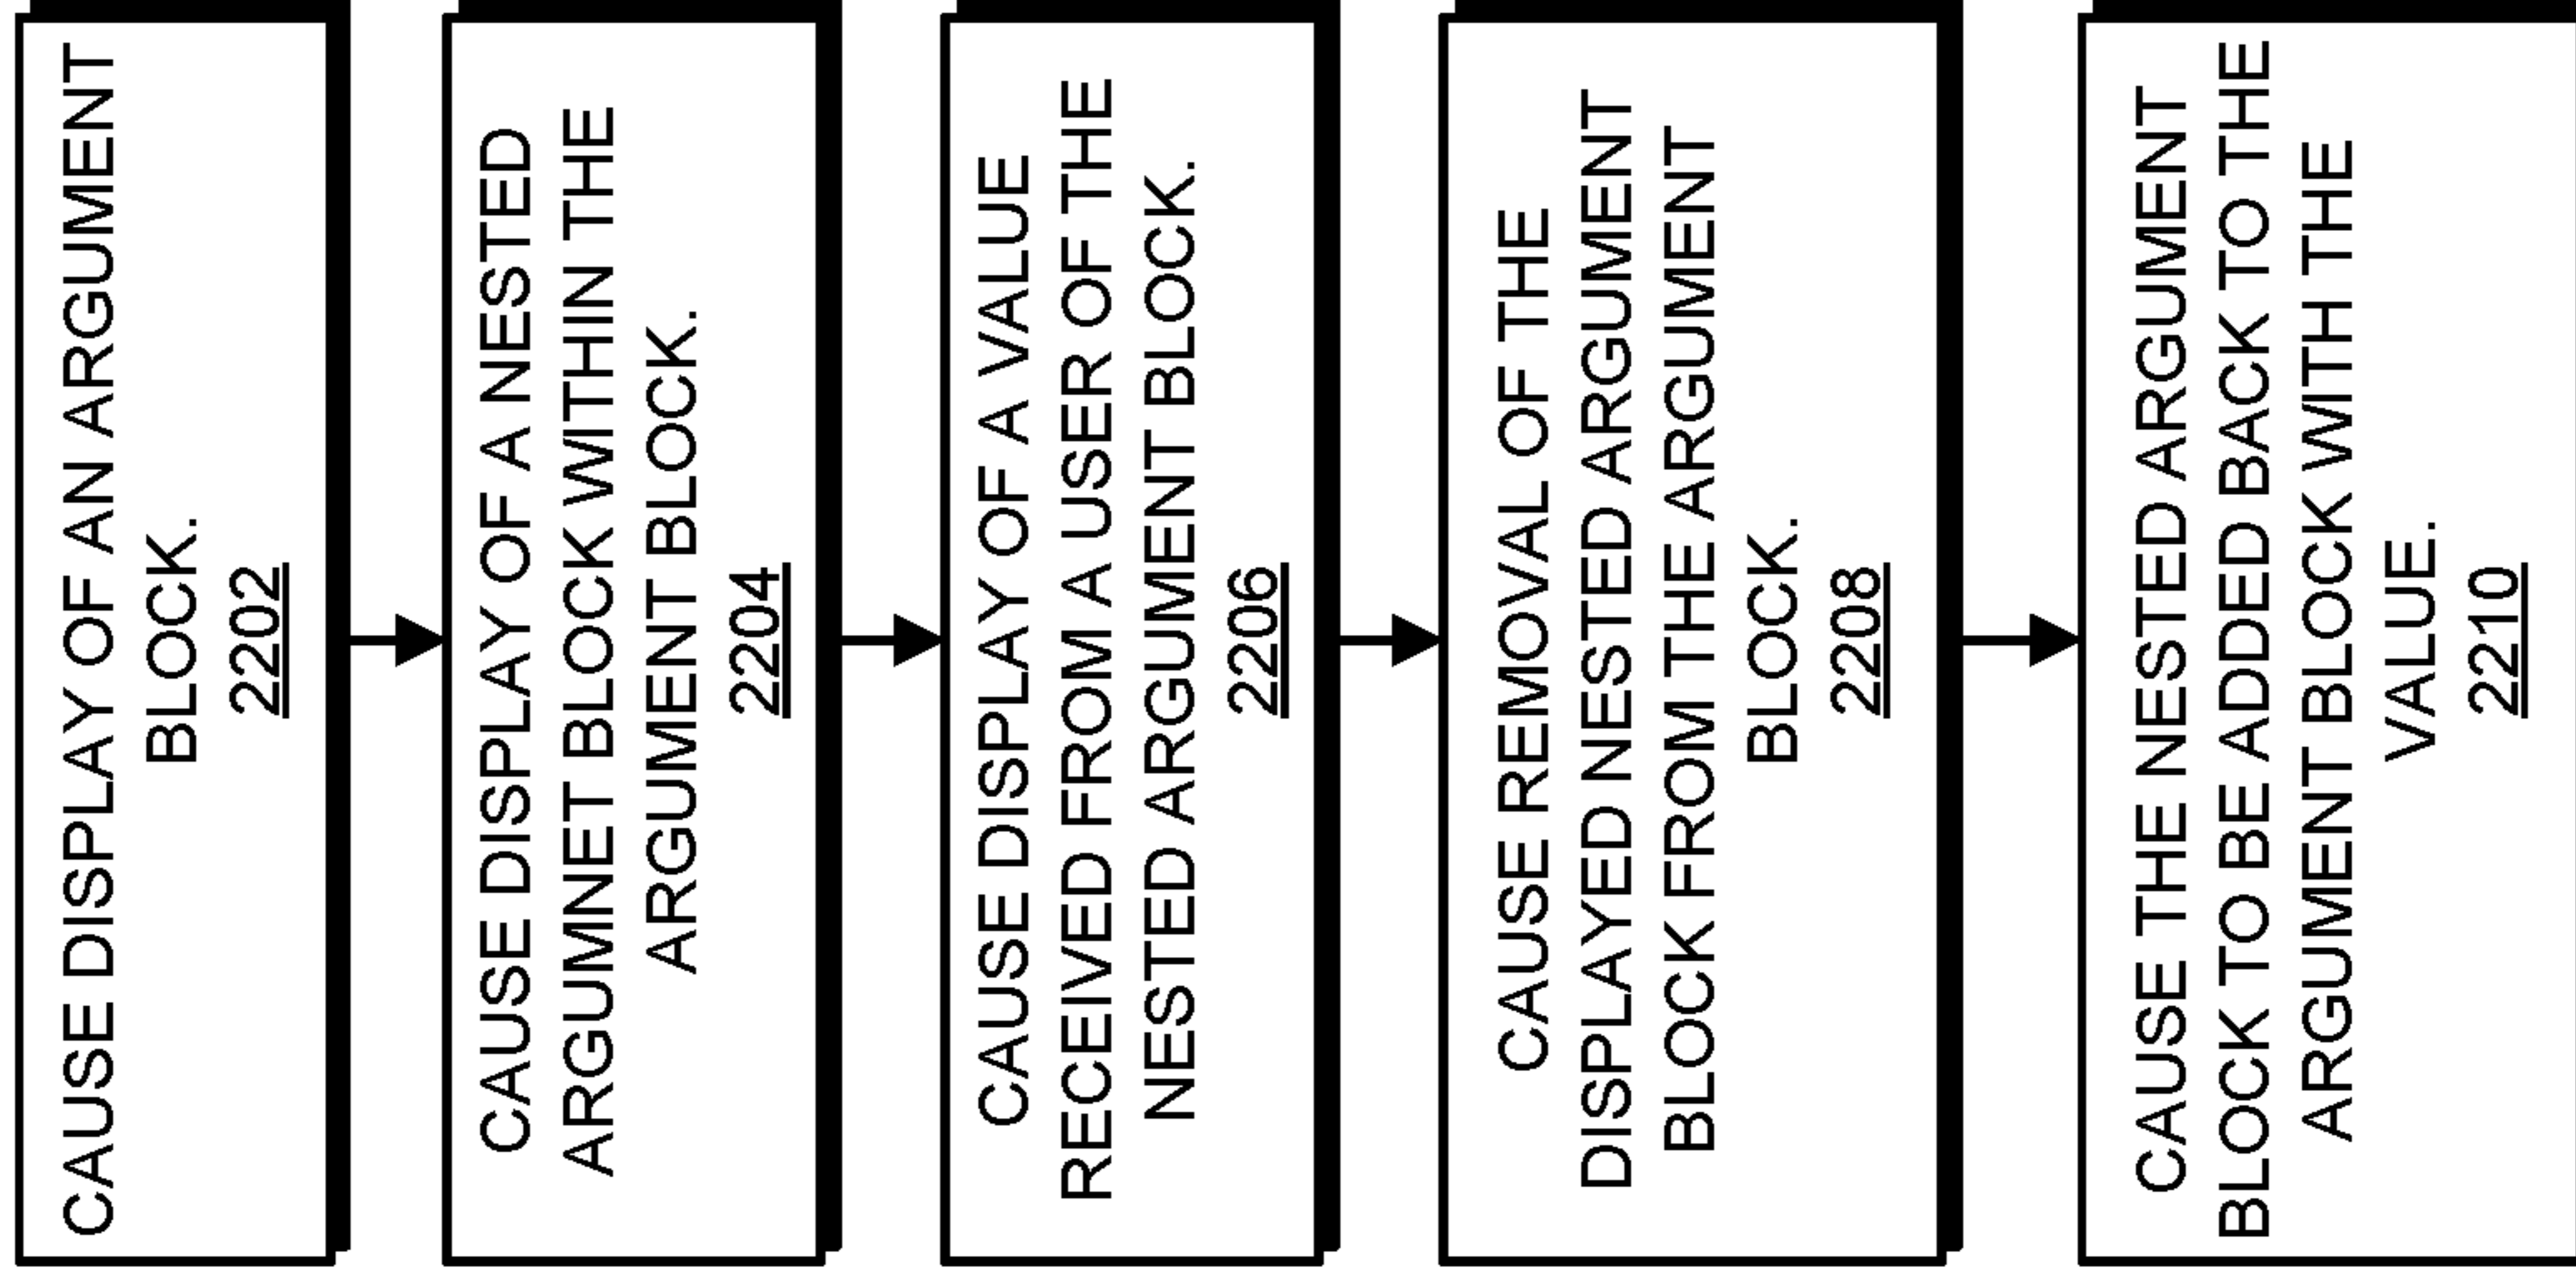 CAUSE DISPLAY OF AN ARGUMENT
BLOCK.
2202
CAUSE DISPLAY OF A NESTED
ARGUMNET BLOCK WITHIN THE
ARGUMENT BLOCK.
2204
CAUSE DISPLAY OF A VALUE
RECEIVED FROM A USER OF THE
NESTED ARGUMENT BLOCK.
2206
CAUSE REMOVAL OF THE
DISPLAYED NESTED ARGUMENT
BLOCK FROM THE ARGUMENT
BLOCK.
2208
CAUSE THE NESTED ARGUMENT
BLOCK TO BE ADDED BACK TO THE
ARGUMENT BLOCK WITH THE
VALUE.
2210